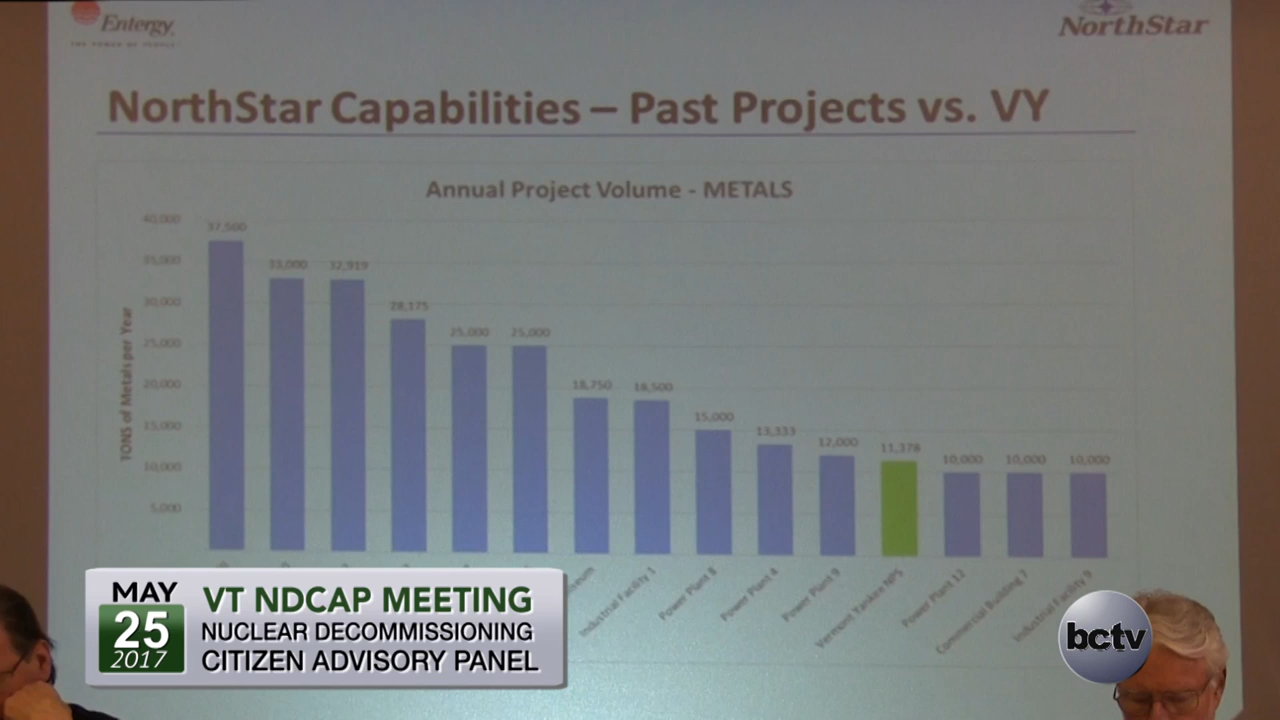 Entergy
THE POWER OF PEOPLE
NorthStar
NorthStar Capabilities – Past Projects vs. VY
Annual Project Volume - METALS
TONS of Metals per Year
40,000
35,000
30,000
25,000
20,000
15,000
10,000
5,000
37,500
33,000
32,919
28,175
25,000
25,000
18,750
18,500
15,000
13,333
12,000
11,378
10,000
10,000
10,000
Industrial Facility 1
Power Plant 8
Power Plant 4
Power Plant 9
Vermont Yankee NPS
Power Plant 12
Commercial Building 7
Industrial Facility 9
MAY
25
2017
VT NDCAP MEETING
NUCLEAR DECOMMISSIONING
CITIZEN ADVISORY PANEL
bctv